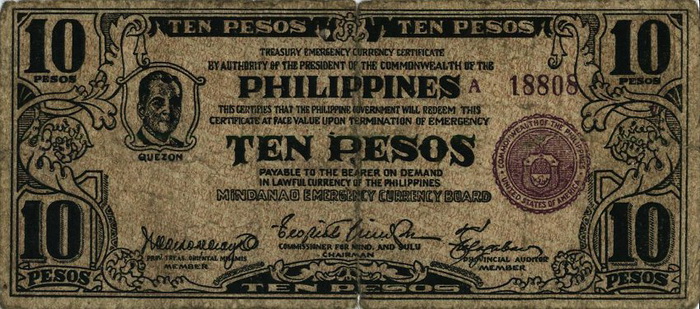 10 TEN PESOS TEN PESOS 10
PESOS PESOS
TREASURY EMERGENCY CURRENCY CERTIFICATE
BY AUTHORITY OF THE PRESIDENT OF THE COMMONWEALTH OF THE
PHILIPPINES A 18808
THIS CERTIFIES THAT THE PHILIPPINE GOVERNMENT WILL REDEEM THIS
CERTIFICATE AT FACE VALUE UPON TERMINATION OF EMERGENCY
QUEZON
TEN PESOS
COMMONWEALTH OF THE PHILIPPINES
UNITED STATES OF AMERICA
PAYABLE TO THE BEARER ON DEMAND
IN LAWFUL CURRENCY OF THE PHILIPPINES
MINDANAO EMERGENCY CURRENCY BOARD
10 10
PROV. TREAS. ORIENTAL MISAMIS
MEMBER
COMMISSIONER FOR MIND. AND SULU
CHAIRMAN
PROVINCIAL AUDITOR
MEMBER
PESOS PESOS
TEN PESOS